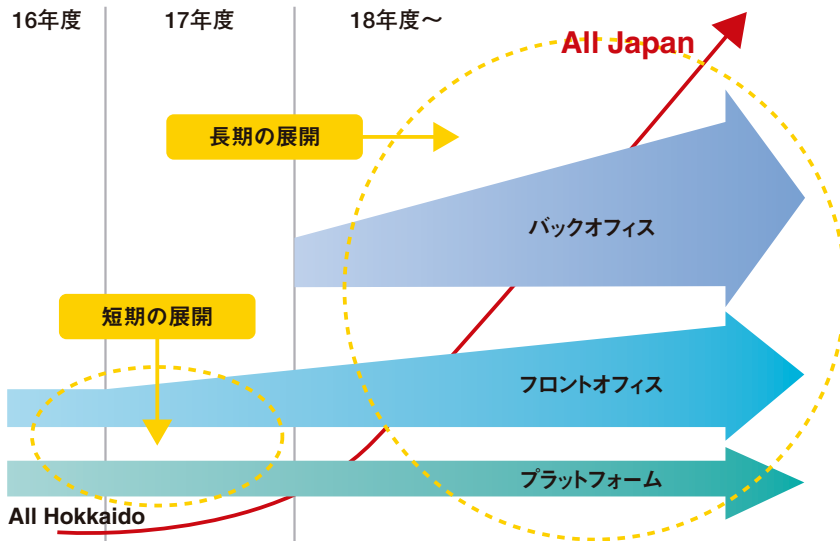 16年度
17年度
18年度〜
All Japan
長期の展開
バックオフィス
短期の展開
フロントオフィス
プラットフォーム
All Hokkaido